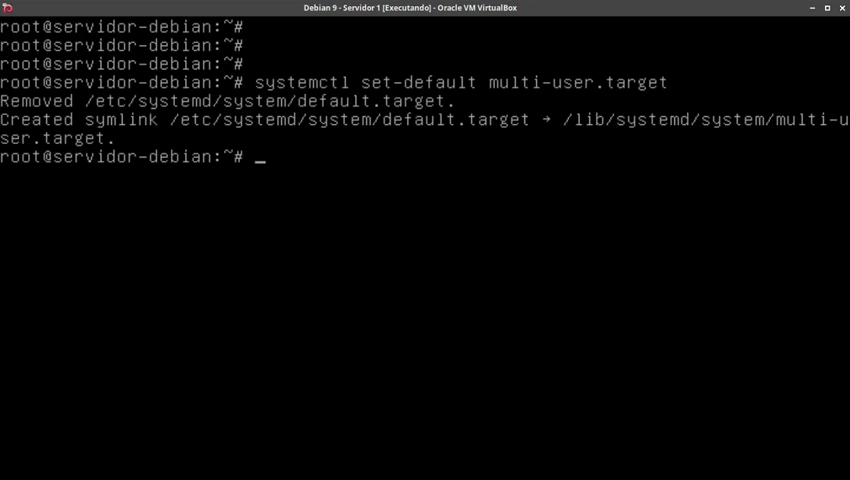 Debian 9 - Servidor 1 [Executando] - Oracle VM VirtualBox
root@servidor-debian:~#
root@servidor-debian:~#
root@servidor-debian:~#
root@servidor-debian:~# systemctl set-default multi-user.target
Removed /etc/systemd/system/default.target.
Created symlink /etc/systemd/system/default.target → /lib/systemd/system/multi-u
ser.target.
root@servidor-debian:~# _